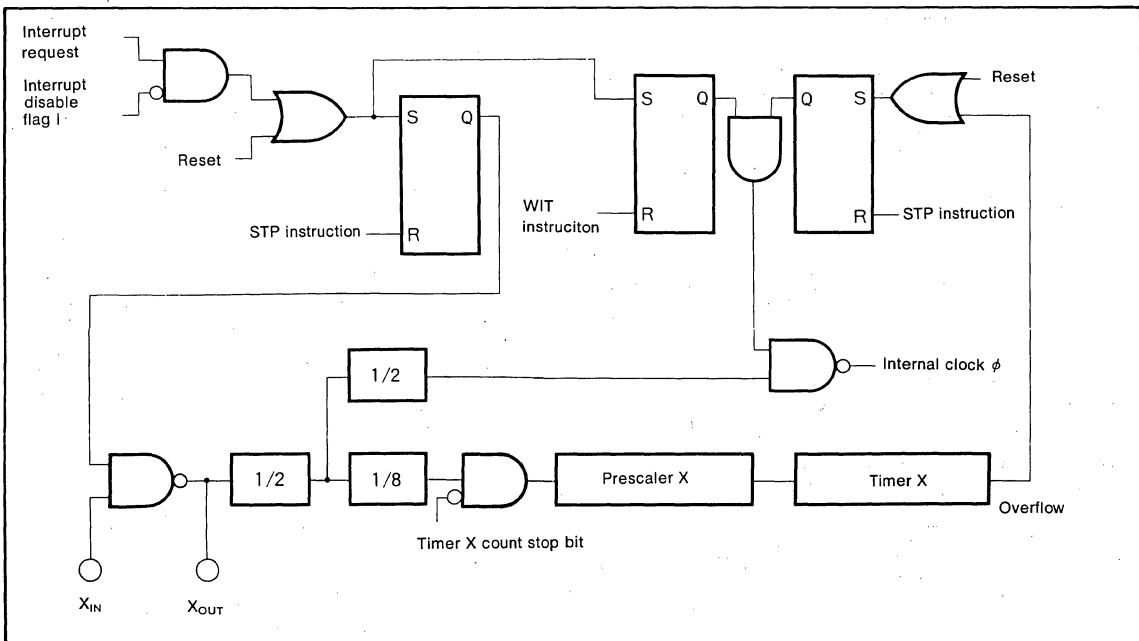 Interrupt
request
Interrupt
disable
flag I
Reset
STP instruction
S
Q
R
WIT
instruciton
S
Q
R
Q
S
R
Reset
STP instruction
1/2
Internal clock ϕ
1/2
1/8
Prescaler X
Timer X
Overflow
Timer X count stop bit
XIN
XOUT